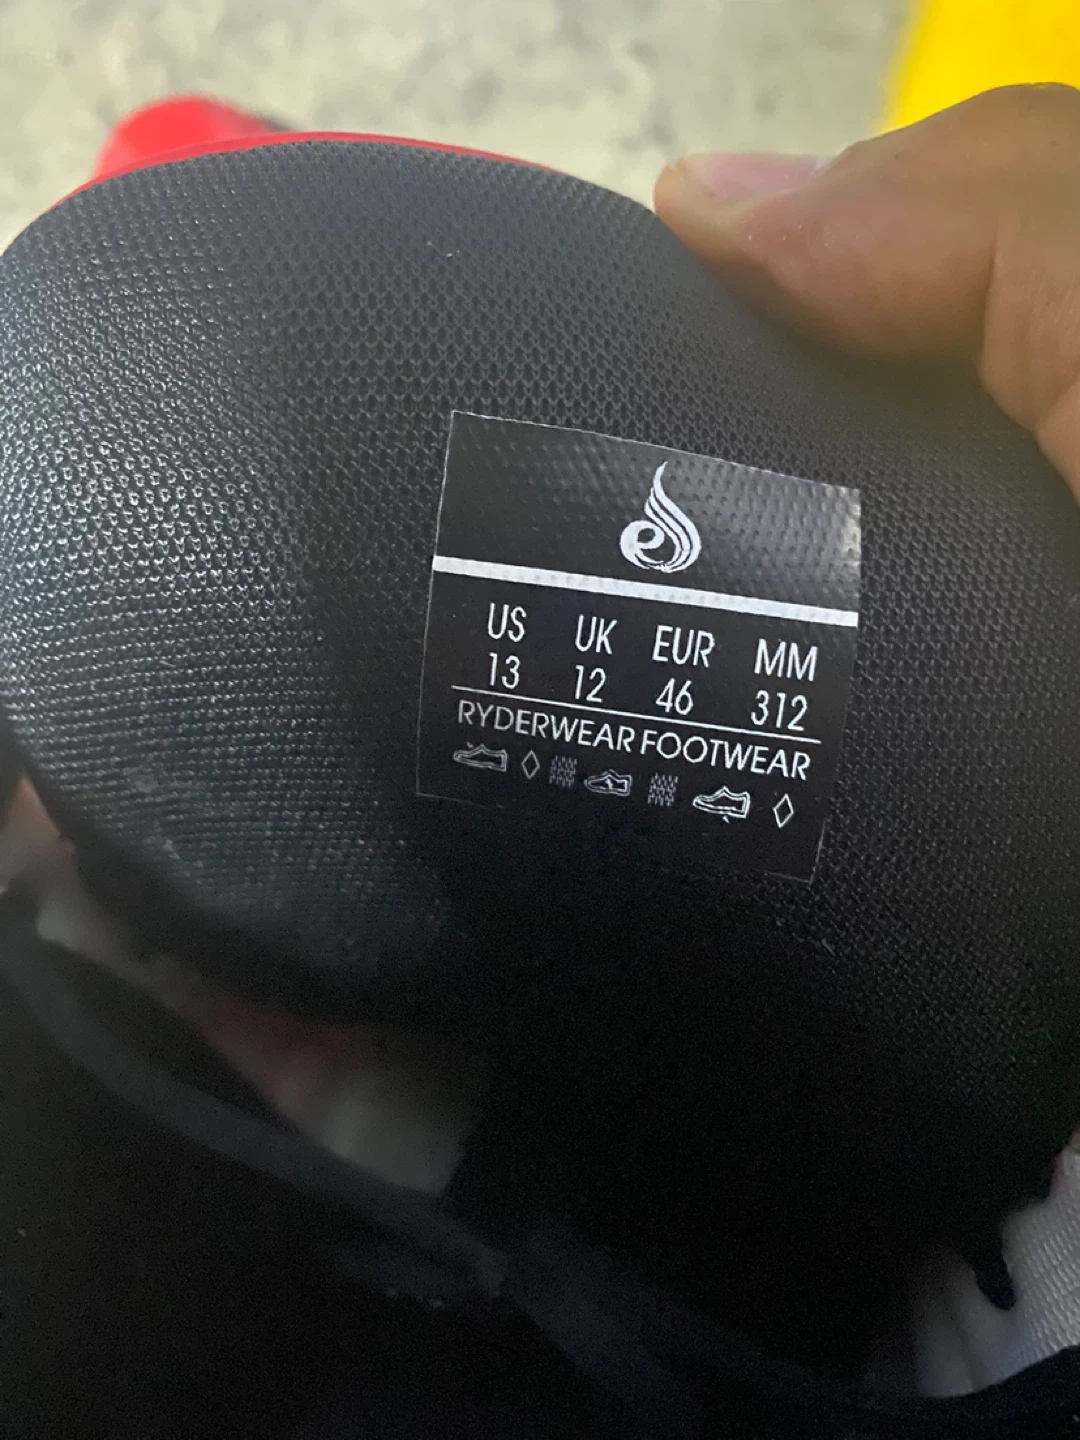 US UK EUR MM
13 12 46 312
RYDERWEAR FOOTWEAR